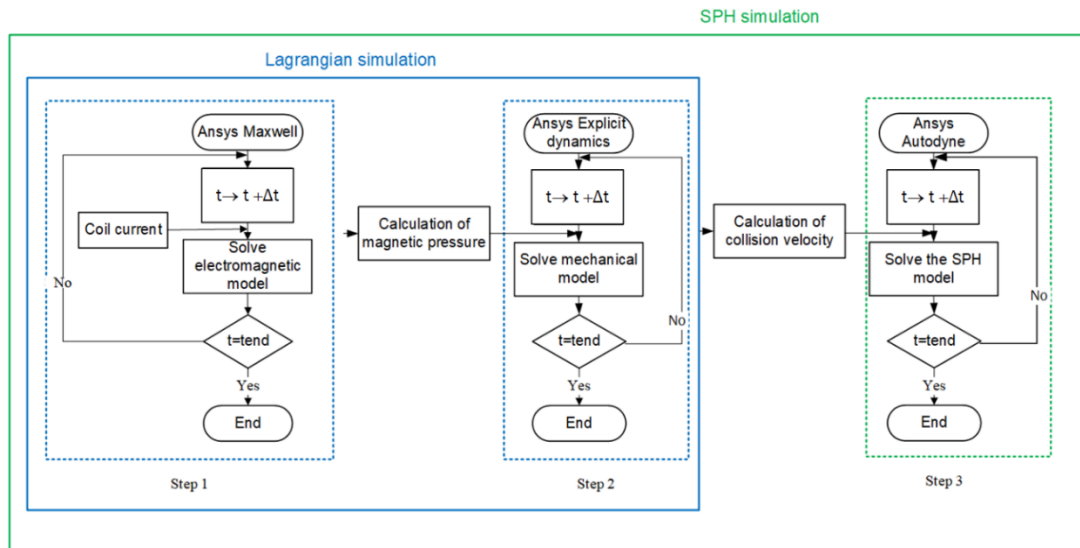 SPH simulation
Lagrangian simulation
Ansys Maxwell
t→ t +Δt
Coil current
Solve
electromagnetic
model
No
t=tend
Yes
End
Step 1
Calculation of
magnetic pressure
Ansys Explicit
dynamics
t→ t +Δt
Solve mechanical
model
No
t=tend
Yes
End
Step 2
Calculation of
collision velocity
Ansys
Autodyne
t→ t +Δt
Solve the SPH
model
No
t=tend
Yes
End
Step 3